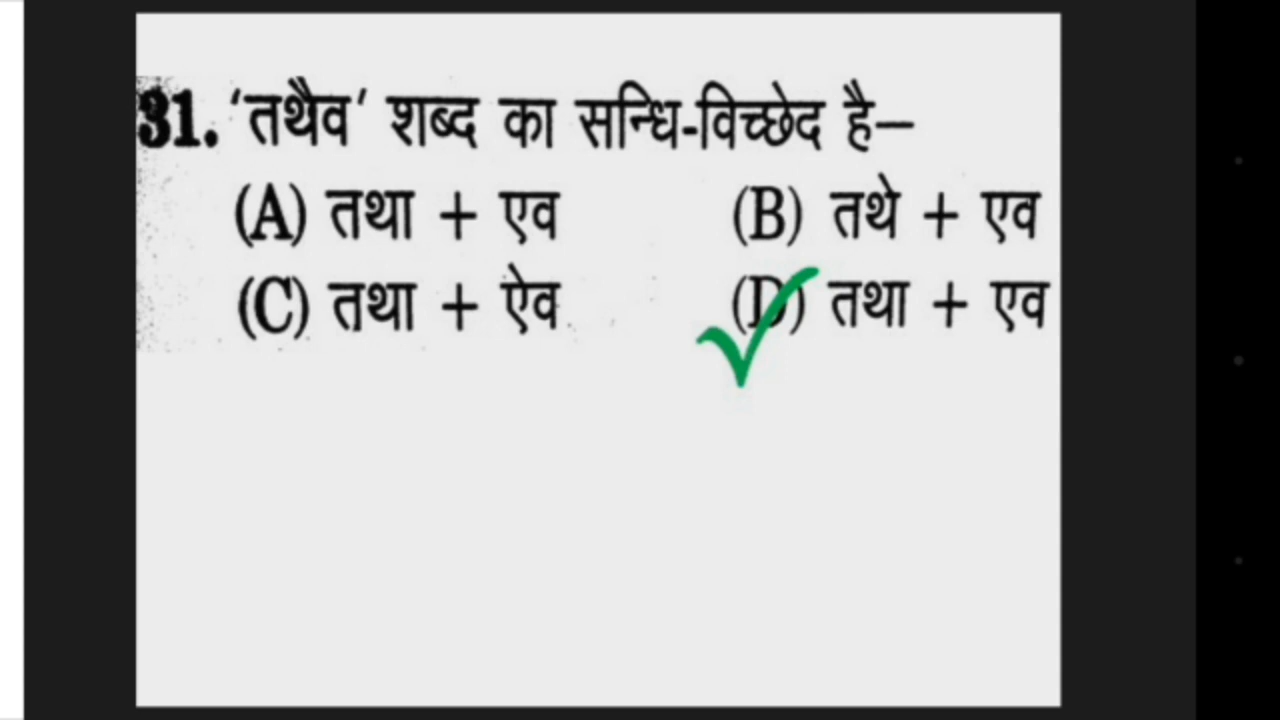 31. ‘तथैव’ शब्द का सन्धि-विच्छेद है—
(A) तथा + एव (B) तथे + एव
(C) तथा + ऐव (D) तथा + एव